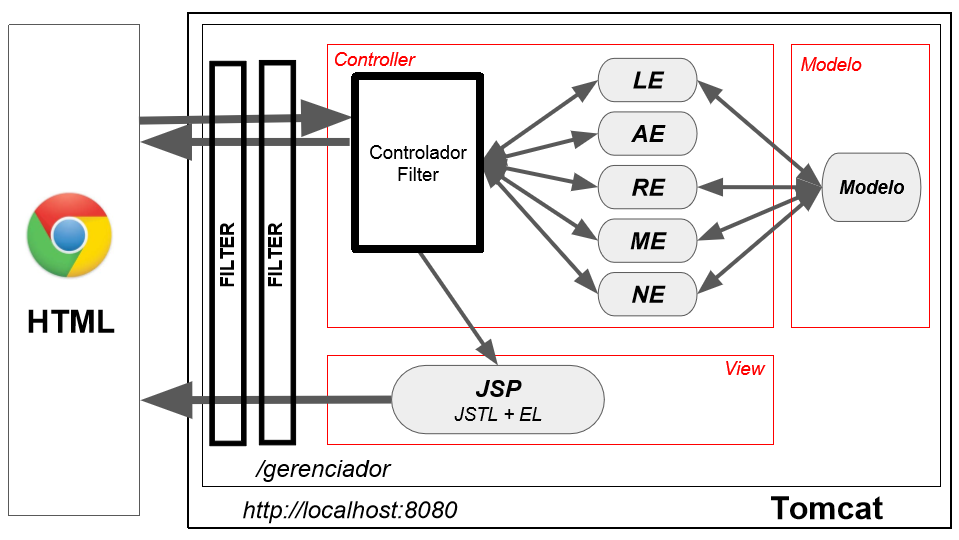 Controller
Modelo
LE
AE
Controlador
Filter
RE
Modelo
ME
NE
FILTER
FILTER
HTML
View
JSP
JSTL + EL
/gerenciador
http://localhost:8080
Tomcat